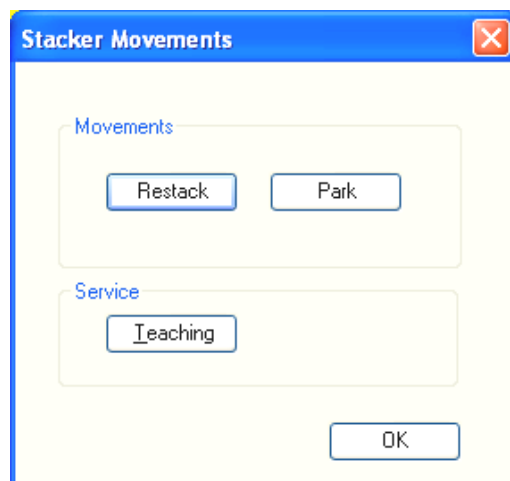 Stacker Movements
Movements
Restack Park
Service
Teaching
OK